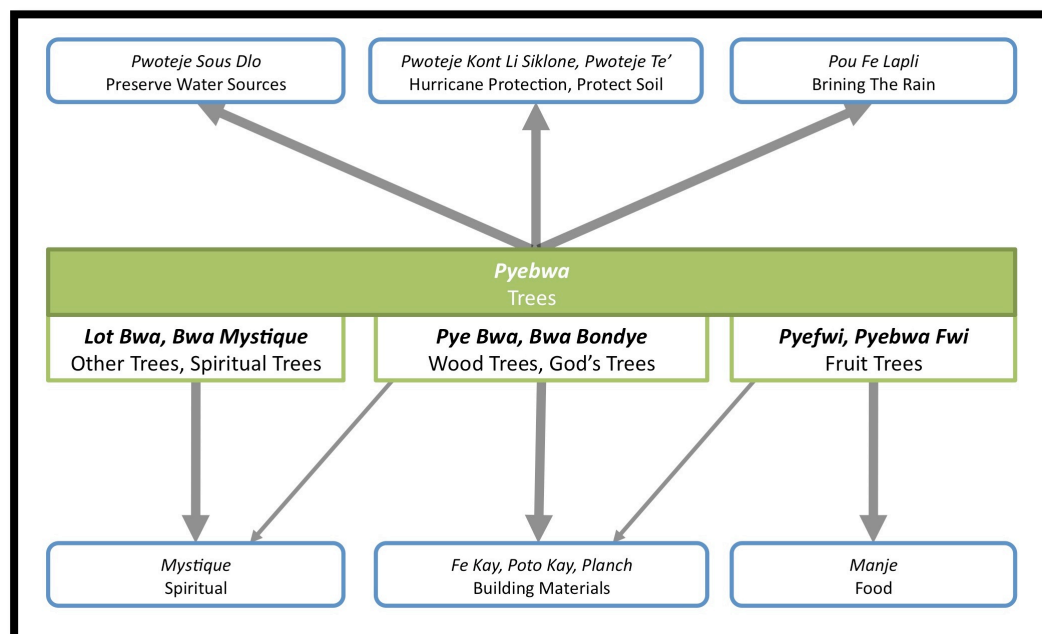 Pwoteje Sous Dlo
Preserve Water Sources
Pwoteje Kont Li Siklone, Pwoteje Te’
Hurricane Protection, Protect Soil
Pou Fe Lapli
Brining The Rain
Pyebwa
Trees
Lot Bwa, Bwa Mystique
Other Trees, Spiritual Trees
Pye Bwa, Bwa Bondye
Wood Trees, God’s Trees
Pyefwi, Pyebwa Fwi
Fruit Trees
Mystique
Spiritual
Fe Kay, Poto Kay, Planch
Building Materials
Manje
Food